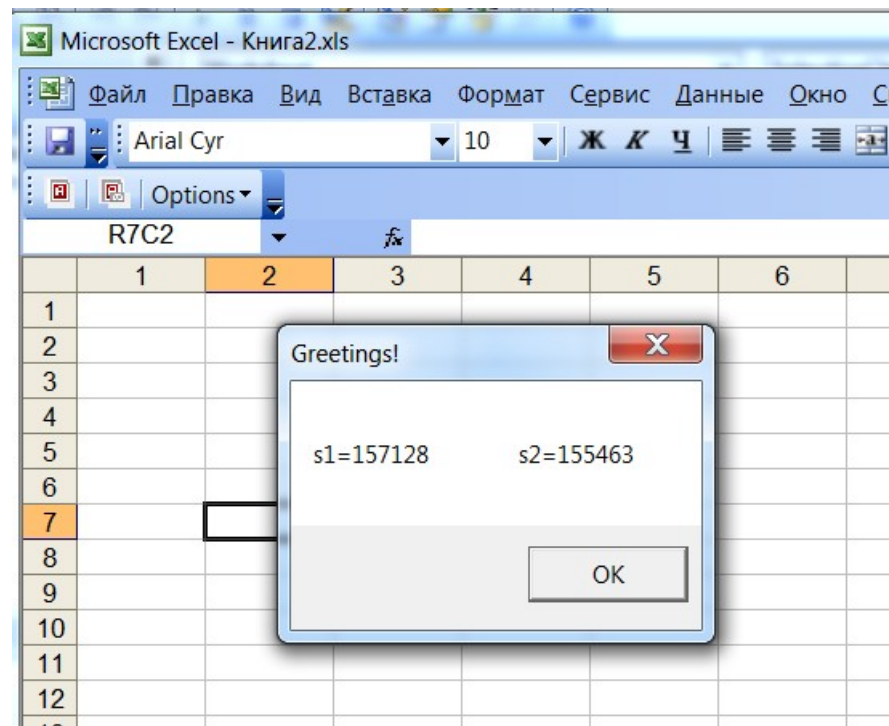 Microsoft Excel - Книга2.xls
Файл Правка Вид Вставка Формат Сервис Данные Окно С
Arial Cyr 10 Ж К Ч
Options
R7C2 fx
1 2 3 4 5 6
1
2
Greetings!
3
4
5
s1=157128 s2=155463
6
7
8
OK
9
10
11
12